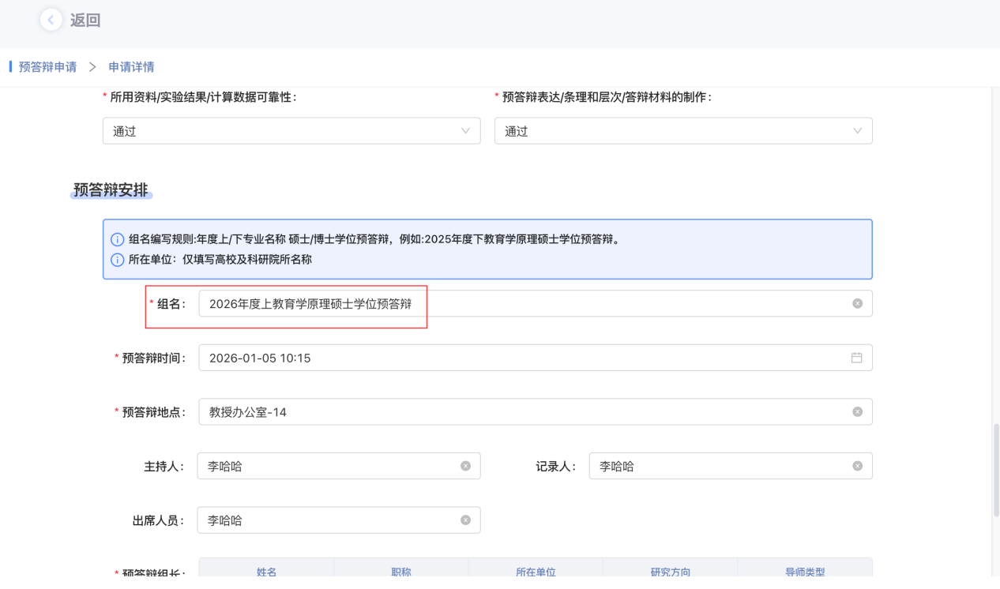 返回
预答辩申请 > 申请详情
* 所用资料/实验结果/计算数据可靠性: * 预答辩表达/条理和层次/答辩材料的制作:
通过 通过
预答辩安排
组名编写规则:年度上/下专业名称 硕士/博士学位预答辩，例如:2025年度下教育学原理硕士学位预答辩。
所在单位：仅填写高校及科研院所名称
* 组名: 2026年度上教育学原理硕士学位预答辩
* 预答辩时间: 2026-01-05 10:15
* 预答辩地点: 教授办公室-14
主持人: 李哈哈 记录人: 李哈哈
出席人员: 李哈哈
* 预答辩组长: 姓名 职称 所在单位 研究方向 导师类型